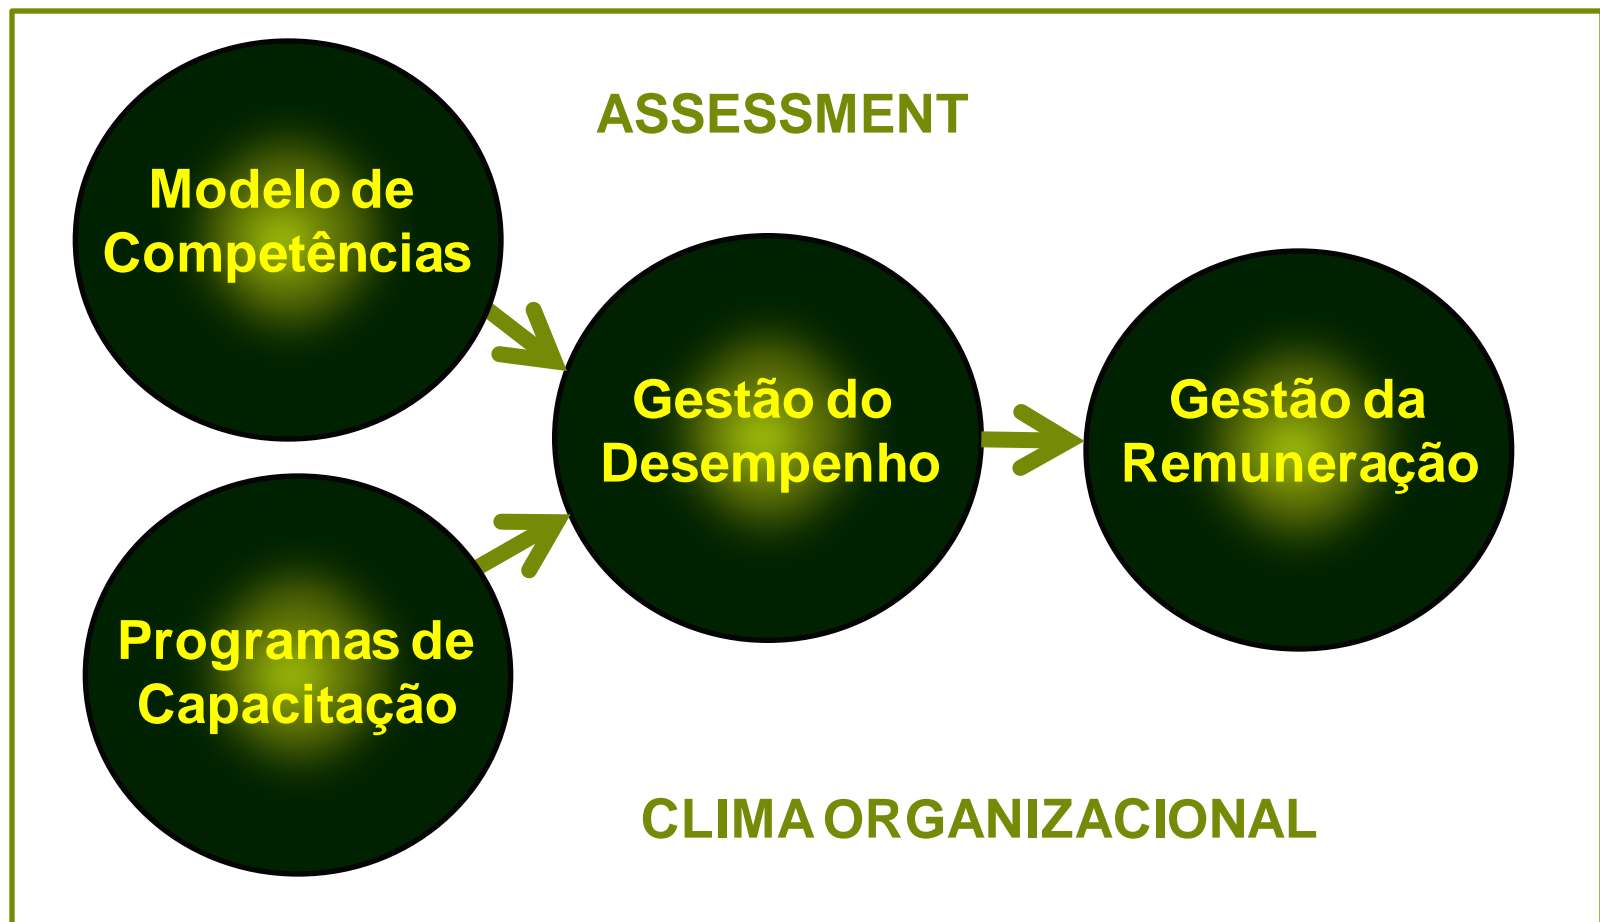 ASSESSMENT
Modelo de
Competências
Gestão do
Desempenho
Gestão da
Remuneração
Programas de
Capacitação
CLIMA ORGANIZACIONAL